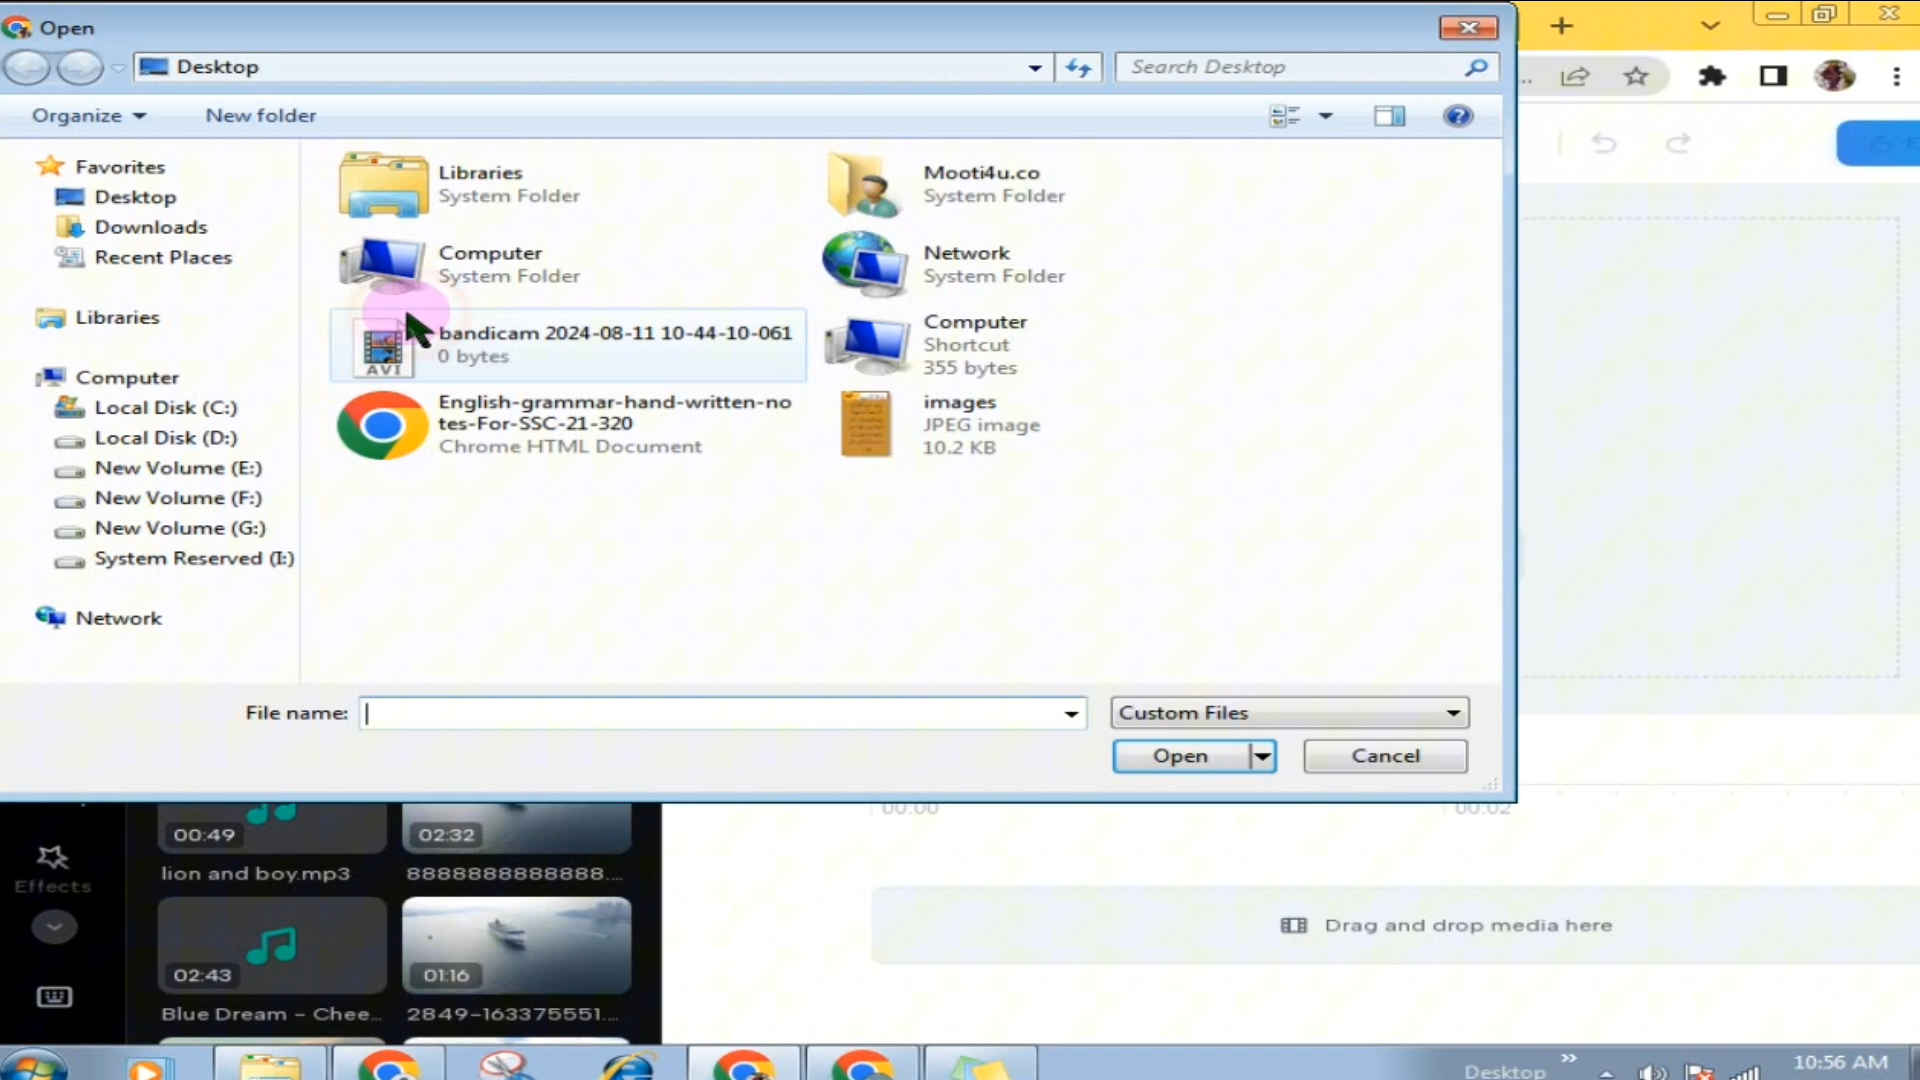 Open
Desktop
Search Desktop
Organize
New folder
Favorites
Desktop
Downloads
Recent Places
Libraries
Computer
Local Disk (C:)
Local Disk (D:)
New Volume (E:)
New Volume (F:)
New Volume (G:)
System Reserved (I:)
Network
Libraries
System Folder
Mooti4u.co
System Folder
Computer
System Folder
Network
System Folder
bandicam 2024-08-11 10-44-10-061
0 bytes
AVI
Computer
Shortcut
355 bytes
English-grammar-hand-written-no
tes-For-SSC-21-320
Chrome HTML Document
images
JPEG image
10.2 KB
File name:
Custom Files
Open
Cancel
00:00
00:02
00:49
02:32
lion and boy.mp3
8888888888888....
Effects
Drag and drop media here
02:43
01:16
Blue Dream - Chee...
2849-163375551....
Desktop
10:56 AM